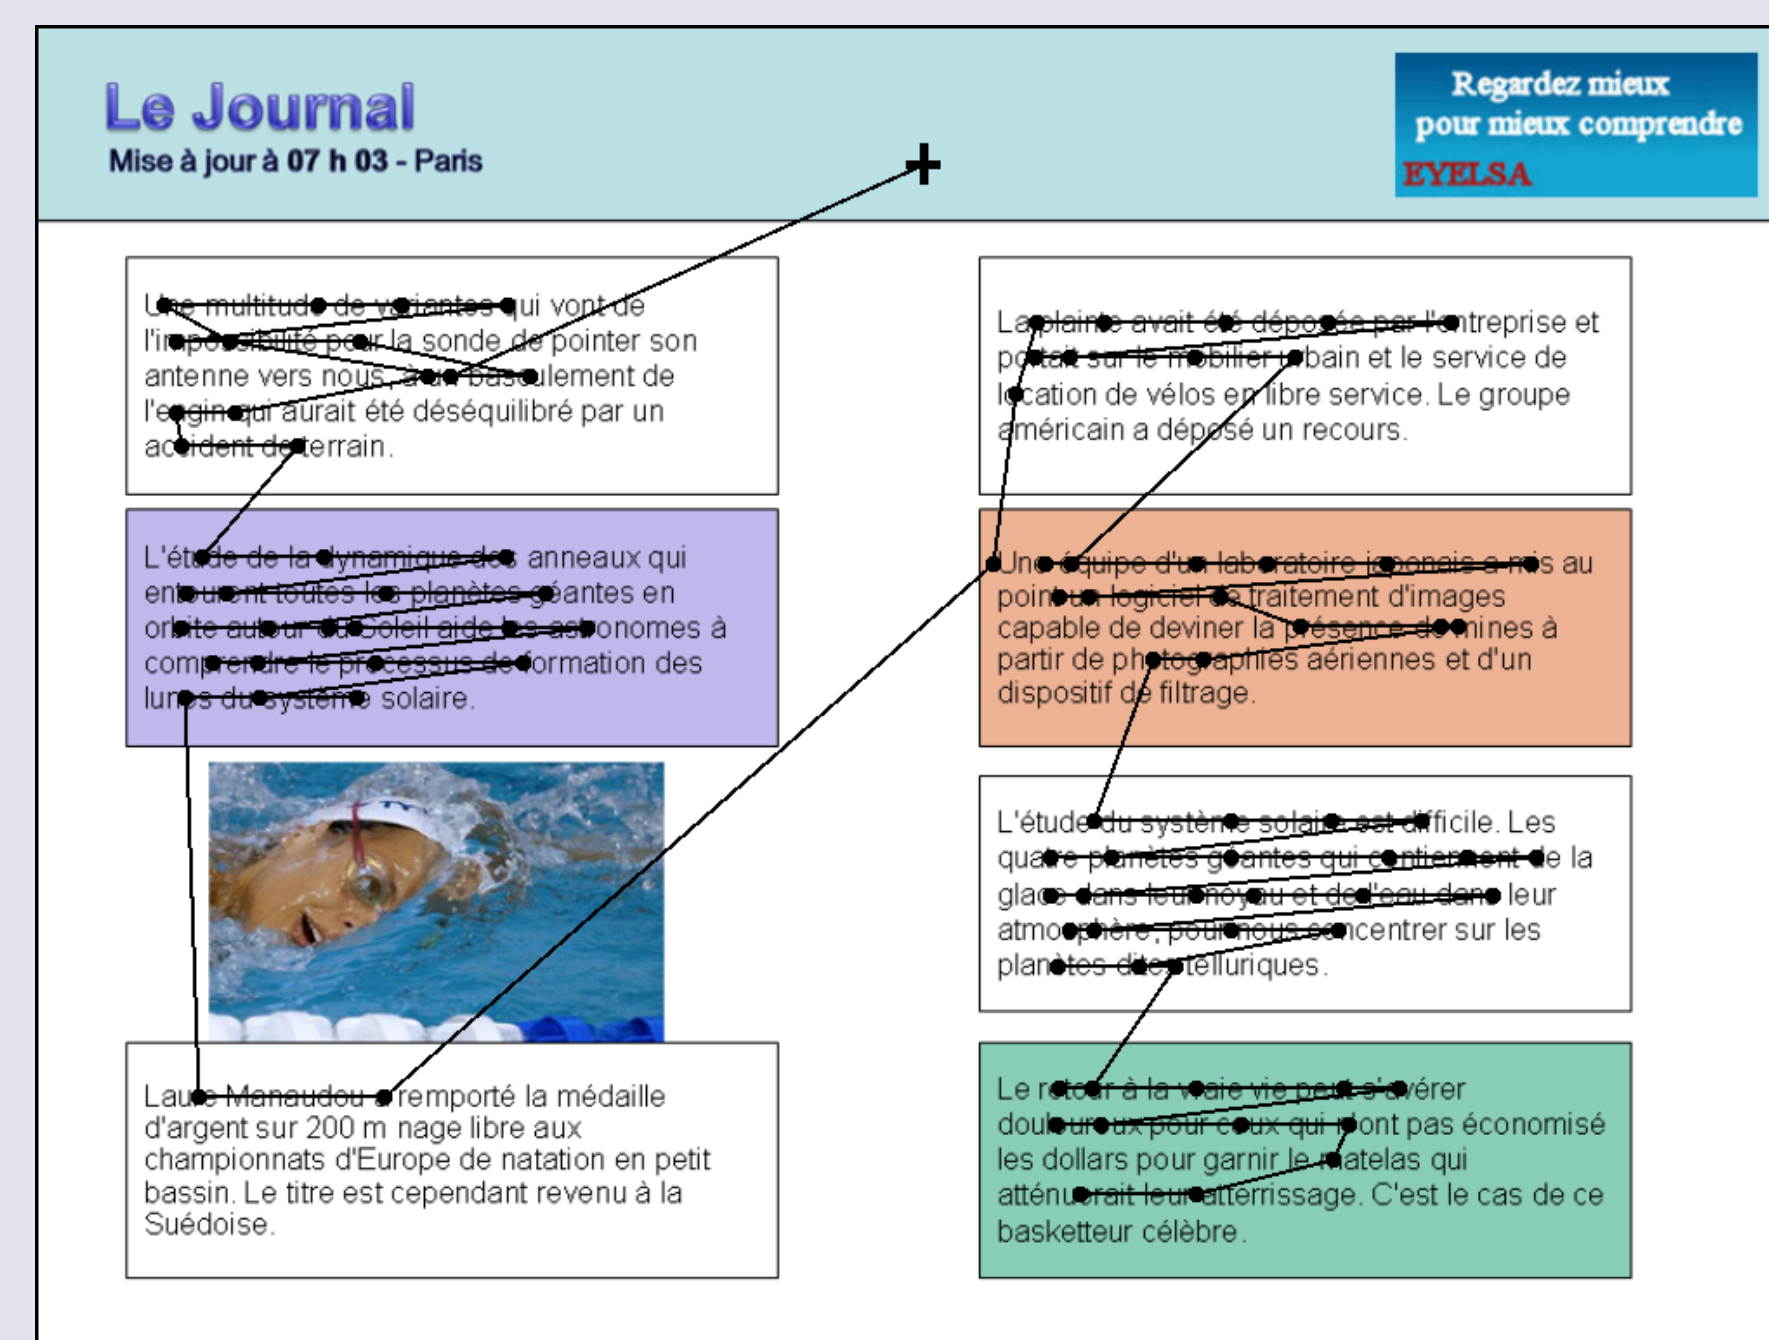 Le Journal
Mise à jour à 07 h 03 - Paris
Regardez mieux
pour mieux comprendre
EYELSA
Une multitude de variantes qui vont de
l'impossibilité pour la sonde de pointer son
antenne vers nous, à un basculement de
l'engin qui aurait été déséquilibré par un
accident de terrain.
L'étude de la dynamique des anneaux qui
entourent toutes les planètes géantes en
orbite autour du Soleil aide les astronomes à
comprendre le processus de formation des
lunes du système solaire.
Laure Manaudou a remporté la médaille
d'argent sur 200 m nage libre aux
championnats d'Europe de natation en petit
bassin. Le titre est cependant revenu à la
Suédoise.
La plainte avait été déposée par l'entreprise et
portait sur le mobilier urbain et le service de
location de vélos en libre service. Le groupe
américain a déposé un recours.
Une équipe d'un laboratoire japonais a mis au
point un logiciel de traitement d'images
capable de deviner la présence de mines à
partir de photographies aériennes et d'un
dispositif de filtrage.
L'étude du système solaire est difficile. Les
quatre planètes géantes qui contiennent de la
glace dans leur noyau et de l'eau dans leur
atmosphère, pour nous concentrer sur les
planètes dites telluriques.
Le retour à la vraie vie peut s'avérer
douloureux pour ceux qui n'ont pas économisé
les dollars pour garnir le matelas qui
atténuerait leur atterrissage. C'est le cas de ce
basketteur célèbre.